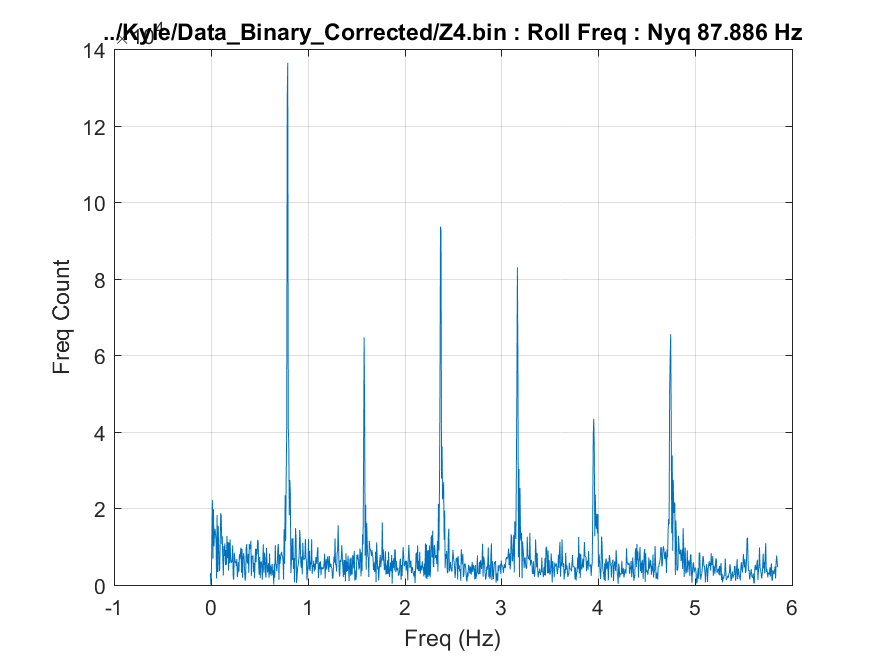 ../Kyle/Data_Binary_Corrected/Z4.bin : Roll Freq : Nyq 87.886 Hz
×10⁴
14
12
10
8
6
4
2
0
Freq Count
-1 0 1 2 3 4 5 6
Freq (Hz)